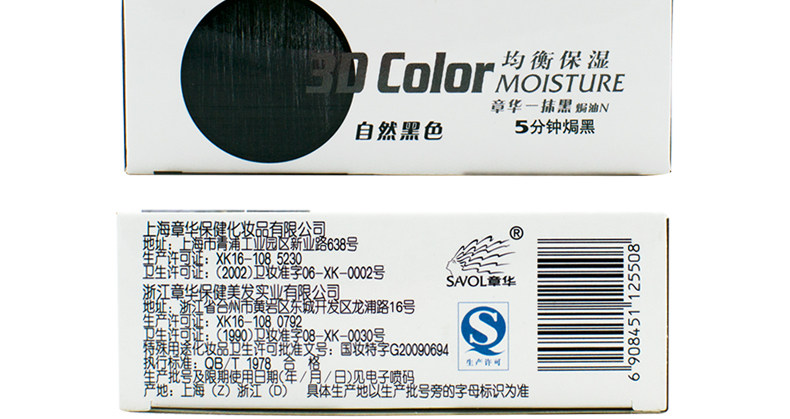 均衡保湿
3D Color MOISTURE
章华一抹黑 焗油N
自然黑色
5分钟焗黑
上海章华保健化妆品有限公司
地址：上海市青浦工业园区新业路638号
生产许可证：XK16-108 5230
卫生许可证：(2002)卫妆准字06-XK-0002号
浙江章华保健美发实业有限公司
地址：浙江省台州市黄岩区东城开发区龙浦路16号
生产许可证：XK16-108 0792
卫生许可证：(1990)卫妆准字08-XK-0030号
特殊用途化妆品卫生许可批准文号：国妆特字G20090694
执行标准：QB/T 1978 合 格
生产批号及限期使用日期(年/月/日)见电子喷码
产地：上海（Z）浙江（D） 具体生产地以生产批号旁的字母标识为准
®
SAVOL章华
生产许可
6 908451 125508